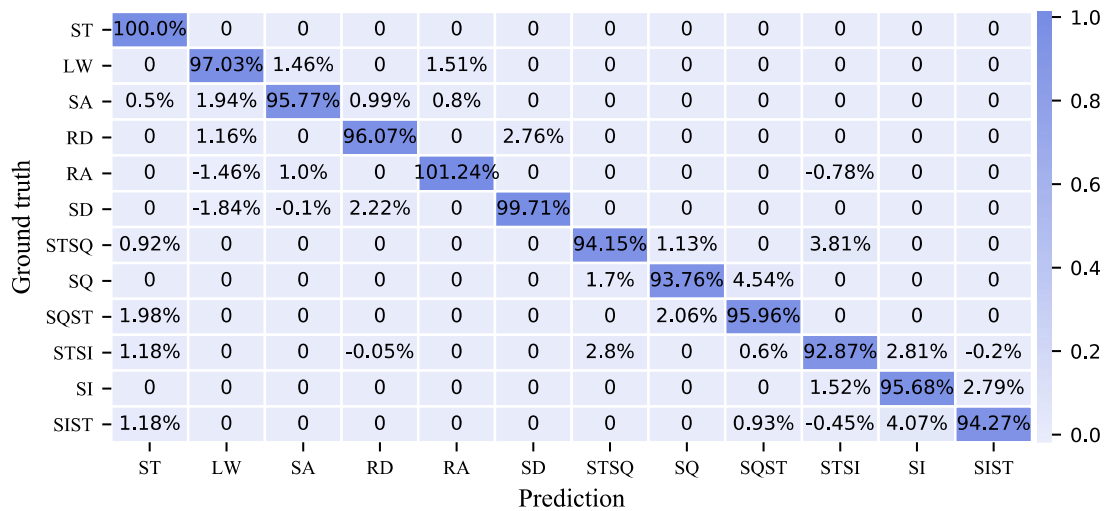 ST 100.0% 0 0 0 0 0 0 0 0 0 0 0 1.0
LW 0 97.03% 1.46% 0 1.51% 0 0 0 0 0 0 0
SA 0.5% 1.94% 95.77% 0.99% 0.8% 0 0 0 0 0 0 0 0.8
RD 0 1.16% 0 96.07% 0 2.76% 0 0 0 0 0 0
RA 0 -1.46% 1.0% 0 101.24% 0 0 0 0 -0.78% 0 0 0.6
SD 0 -1.84% -0.1% 2.22% 0 99.71% 0 0 0 0 0 0
STSQ 0.92% 0 0 0 0 0 94.15% 1.13% 0 3.81% 0 0
SQ 0 0 0 0 0 0 1.7% 93.76% 4.54% 0 0 0 0.4
SQST 1.98% 0 0 0 0 0 0 2.06% 95.96% 0 0 0
STSI 1.18% 0 0 -0.05% 0 0 2.8% 0 0.6% 92.87% 2.81% -0.2% 0.2
SI 0 0 0 0 0 0 0 0 0 1.52% 95.68% 2.79%
SIST 1.18% 0 0 0 0 0 0 0 0.93% -0.45% 4.07% 94.27% 0.0
ST LW SA RD RA SD STSQ SQ SQST STSI SI SIST
Prediction
Ground truth